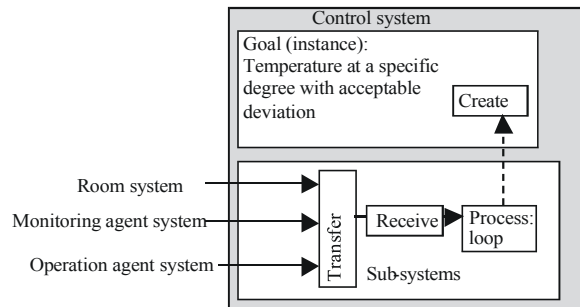 Control system
Goal (instance):
Temperature at a specific
degree with acceptable
deviation
Create
Room system
Monitoring agent system
Operation agent system
Transfer
Receive
Process:
loop
Sub-systems